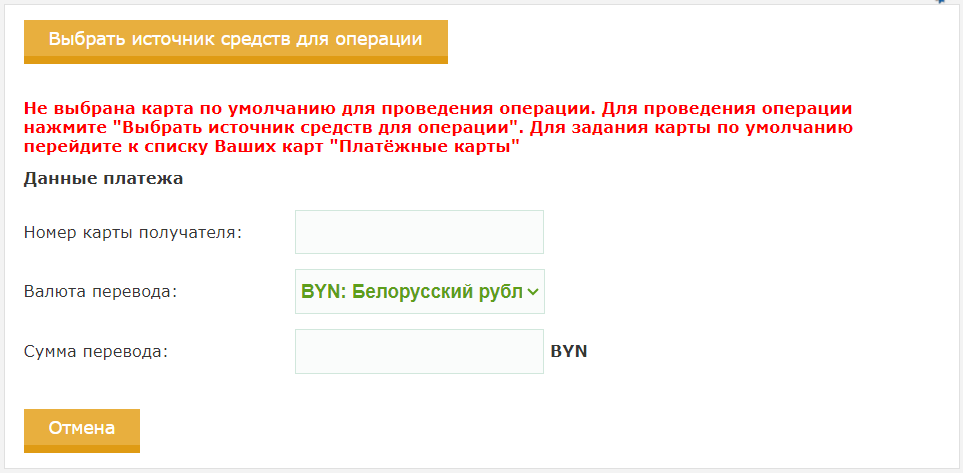 Выбрать источник средств для операции
Не выбрана карта по умолчанию для проведения операции. Для проведения операции
нажмите "Выбрать источник средств для операции". Для задания карты по умолчанию
перейдите к списку Ваших карт "Платёжные карты"
Данные платежа
Номер карты получателя:
Валюта перевода: BYN: Белорусский рубл
Сумма перевода: BYN
Отмена